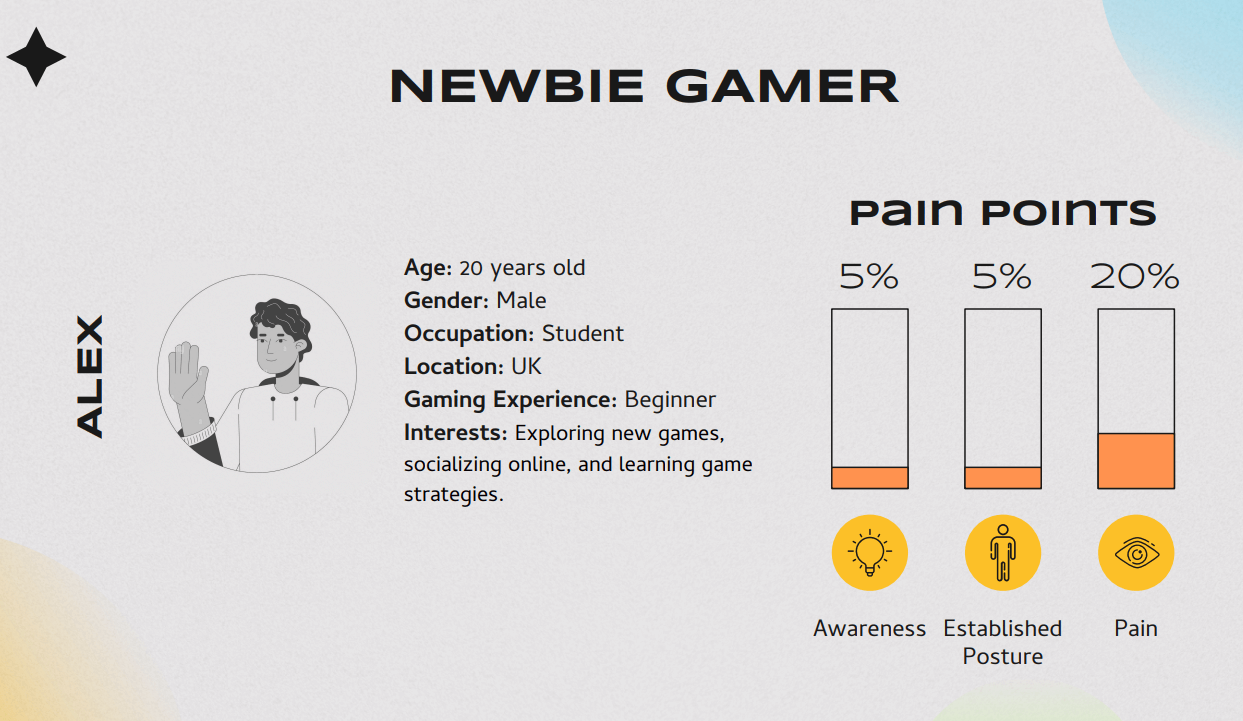 NEWBIE GAMER
ALEX
Age: 20 years old
Gender: Male
Occupation: Student
Location: UK
Gaming Experience: Beginner
Interests: Exploring new games,
socializing online, and learning game
strategies.
Pain Points
5% 5% 20%
Awareness Established Pain
Posture